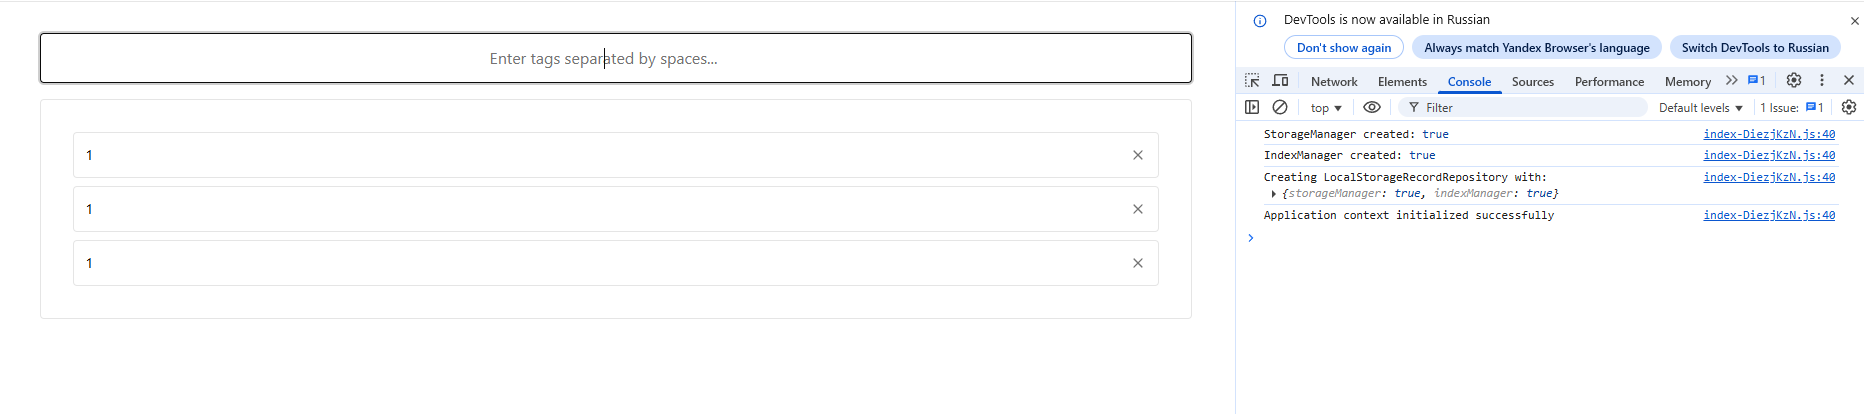 Enter tags separated by spaces...
1
1
1
DevTools is now available in Russian
Don't show again Always match Yandex Browser's language Switch DevTools to Russian
Network Elements Console Sources Performance Memory 1
top Filter Default levels 1 Issue: 1
StorageManager created: true index-DiezjKzN.js:40
IndexManager created: true index-DiezjKzN.js:40
Creating LocalStorageRecordRepository with: index-DiezjKzN.js:40
{storageManager: true, indexManager: true}
Application context initialized successfully index-DiezjKzN.js:40